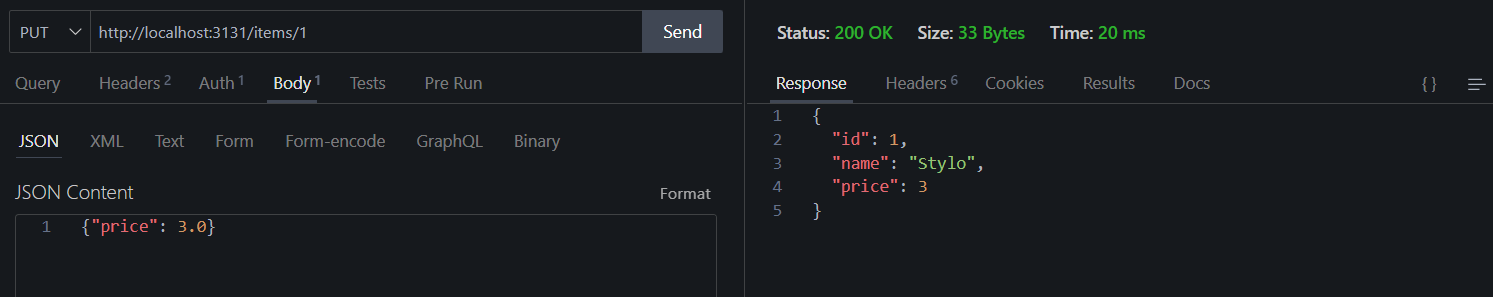 PUT http://localhost:3131/items/1 Send
Query Headers 2 Auth 1 Body 1 Tests Pre Run
JSON XML Text Form Form-encode GraphQL Binary
JSON Content Format
1 {"price": 3.0}
Status: 200 OK Size: 33 Bytes Time: 20 ms
Response Headers 6 Cookies Results Docs { }
1 {
2 "id": 1,
3 "name": "Stylo",
4 "price": 3
5 }